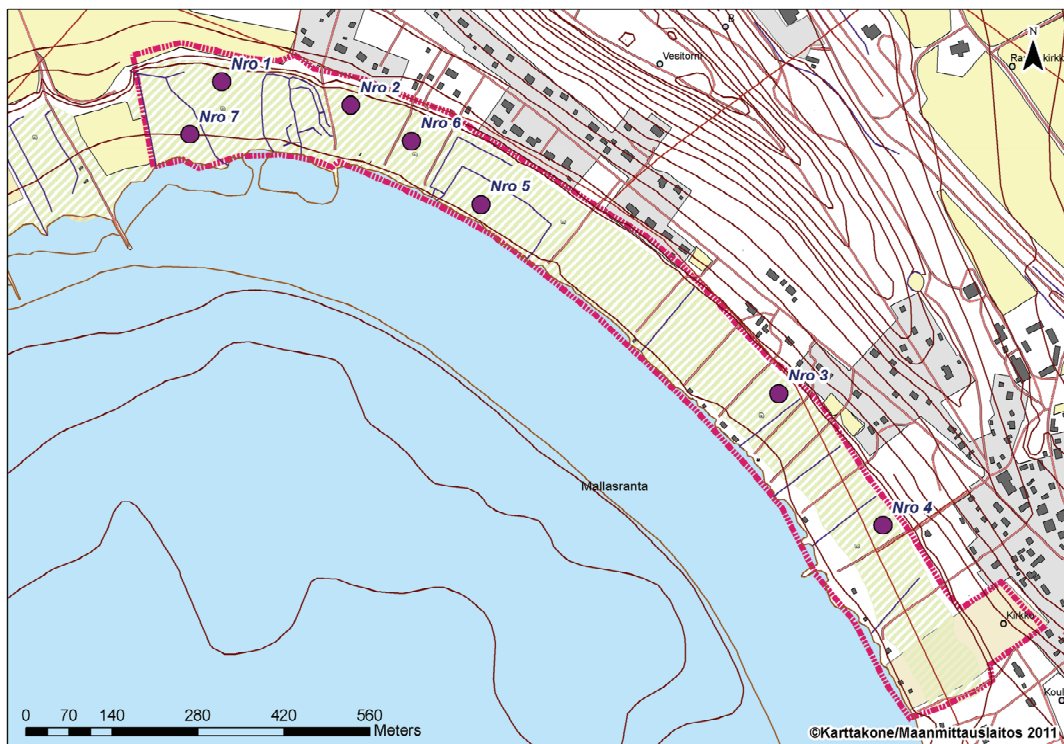 B
N
Vesitorni
Nro 1
Nro 2
Nro 7
Nro 6
Nro 5
Nro 3
Mallasranta
Nro 4
Kirkko
0 70 140 280 420 560
Meters
©Karttakone/Maanmittauslaitos 2011